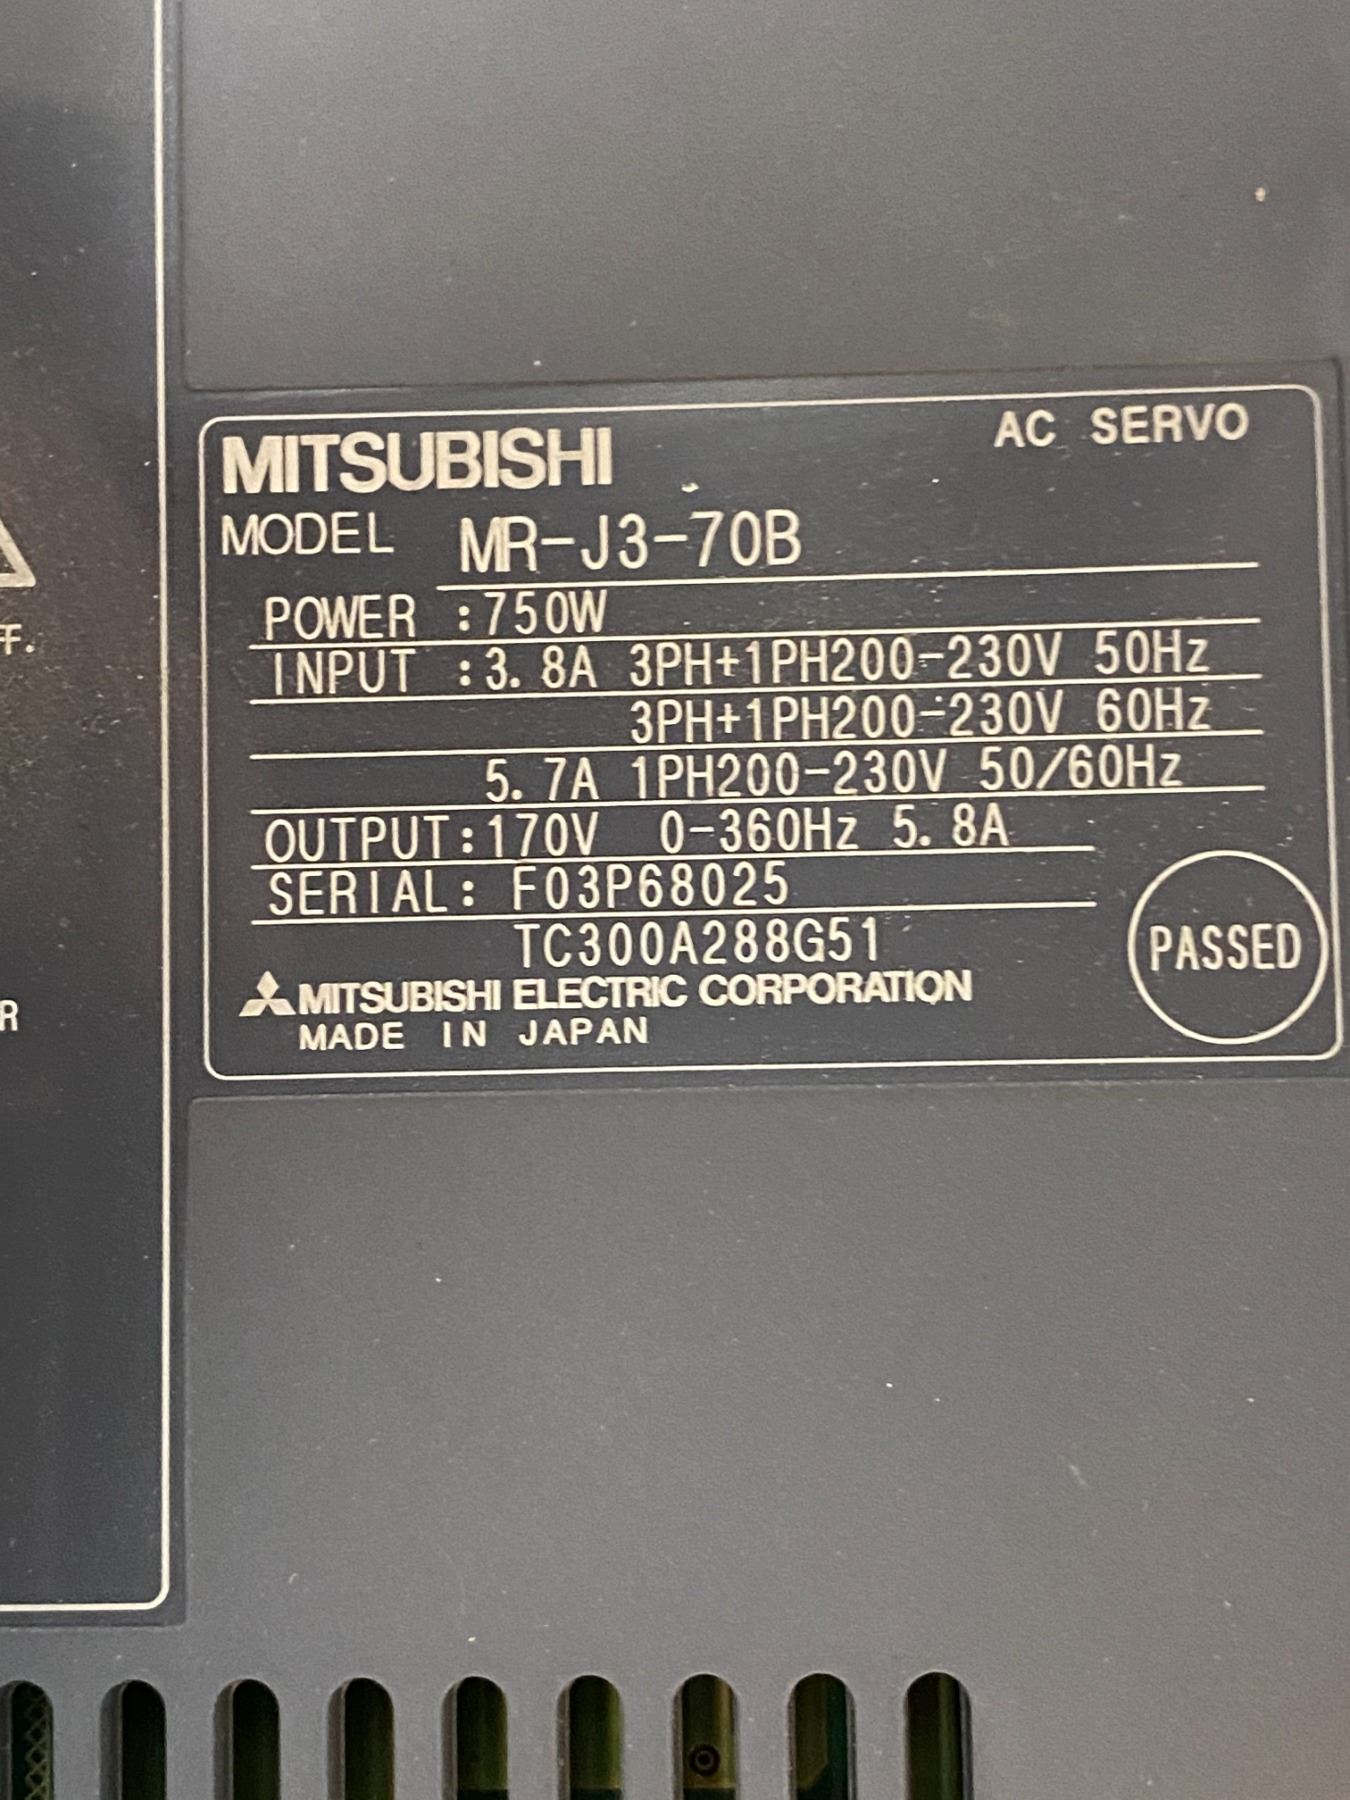 MITSUBISHI AC SERVO
MODEL MR-J3-70B
POWER :750W
INPUT :3. 8A 3PH+1PH200-230V 50Hz
3PH+1PH200-230V 60Hz
5. 7A 1PH200-230V 50/60Hz
OUTPUT:170V 0-360Hz 5. 8A
SERIAL: F03P68025
TC300A288G51
PASSED
MITSUBISHI ELECTRIC CORPORATION
MADE IN JAPAN